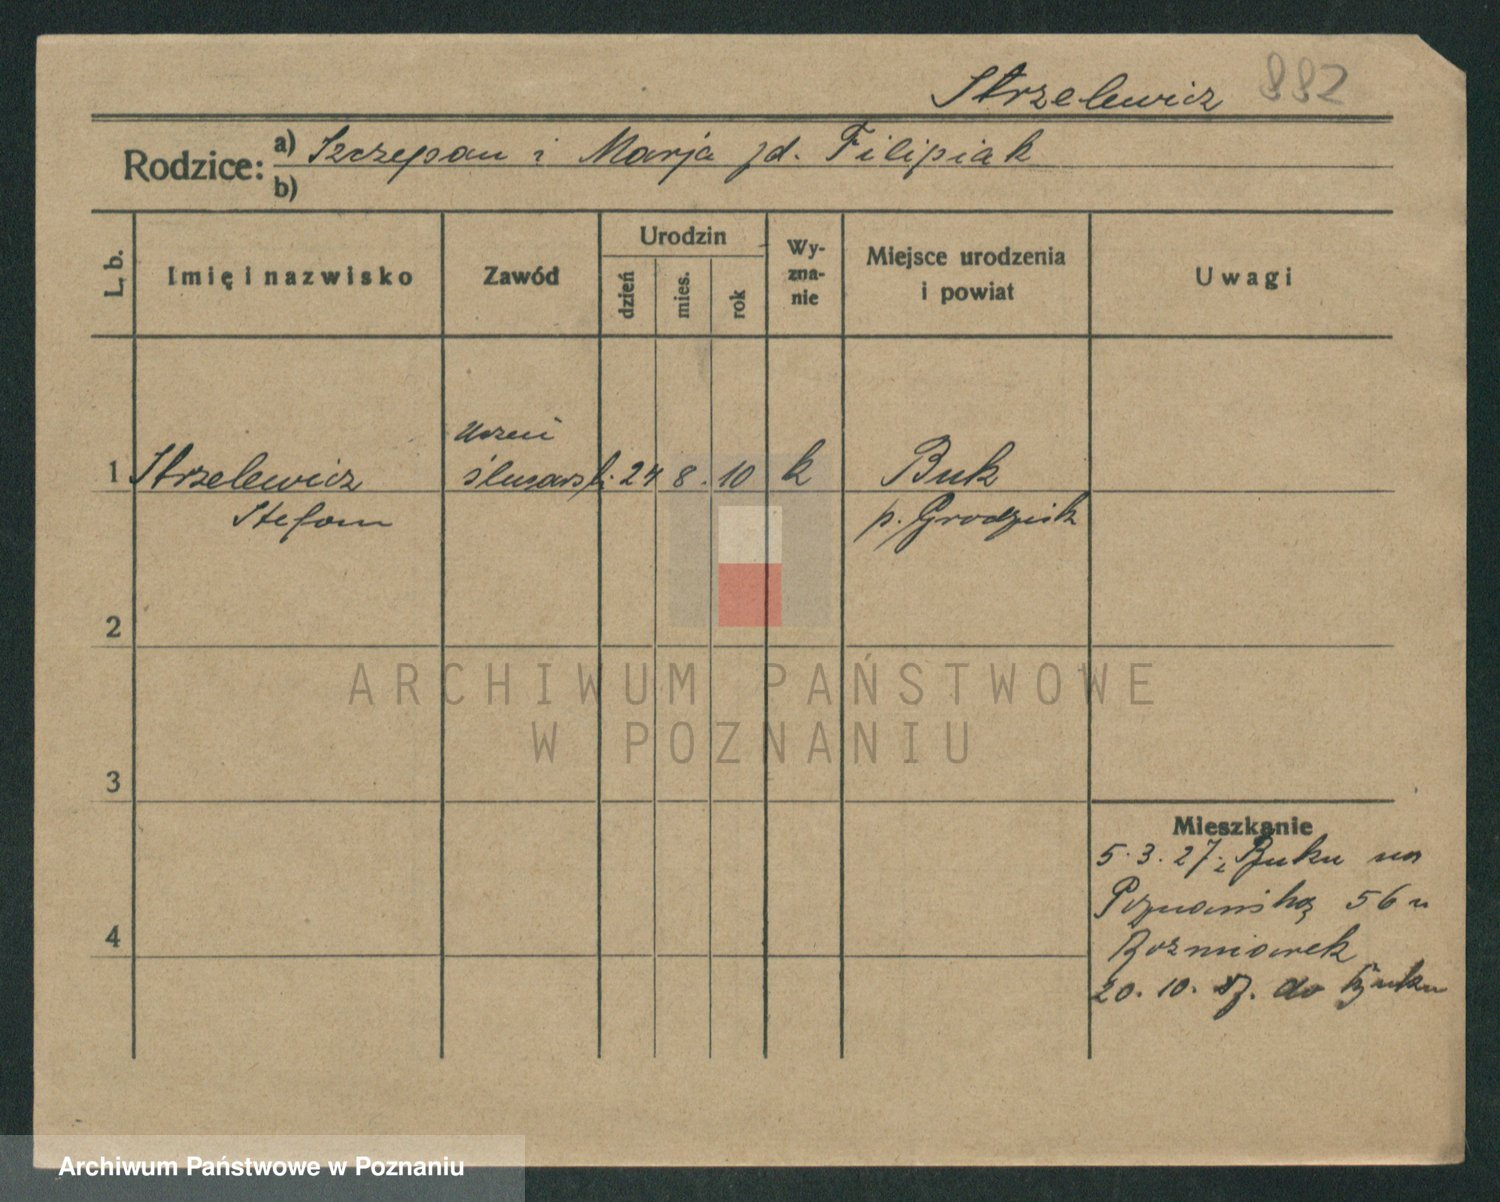 Strzelewicz 882
Rodzice: a) Szczepan i Marja zd. Filipiak
b)
L. b.
Imię i nazwisko
Zawód
Urodzin
dzień
mies.
rok
Wy-
zna-
nie
Miejsce urodzenia
i powiat
Uwagi
uczeń
1 Strzelewicz ślusarski 24 8. 10 k Buk
Stefan p. Grodzisk
2
ARCHIWUM PAŃSTWOWE
W POZNANIU
3
Mieszkanie
5.3.27 z Buku na
Poznańską 56 u
4
20. 10. do Buku
Archiwum Państwowe w Poznaniu